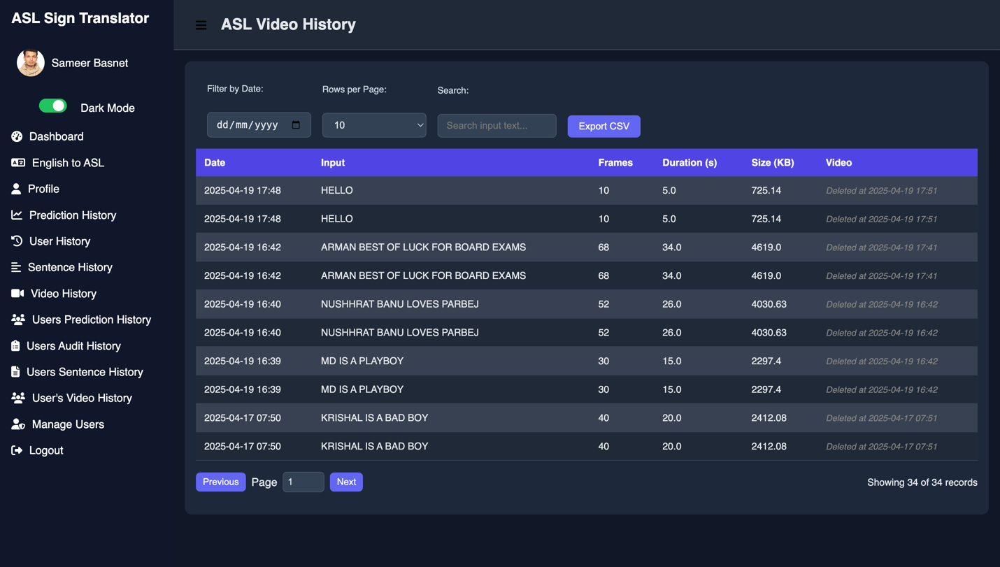 ASL Sign Translator
Sameer Basnet
Dark Mode
Dashboard
English to ASL
Profile
Prediction History
User History
Sentence History
Video History
Users Prediction History
Users Audit History
Users Sentence History
User's Video History
Manage Users
Logout
ASL Video History
Filter by Date: Rows per Page: Search:
dd/mm/yyyy 10 Search input text... Export CSV
Date Input Frames Duration (s) Size (KB) Video
2025-04-19 17:48 HELLO 10 5.0 725.14 Deleted at 2025-04-19 17:51
2025-04-19 17:48 HELLO 10 5.0 725.14 Deleted at 2025-04-19 17:51
2025-04-19 16:42 ARMAN BEST OF LUCK FOR BOARD EXAMS 68 34.0 4619.0 Deleted at 2025-04-19 17:41
2025-04-19 16:42 ARMAN BEST OF LUCK FOR BOARD EXAMS 68 34.0 4619.0 Deleted at 2025-04-19 17:41
2025-04-19 16:40 NUSHHRAT BANU LOVES PARBEJ 52 26.0 4030.63 Deleted at 2025-04-19 16:42
2025-04-19 16:40 NUSHHRAT BANU LOVES PARBEJ 52 26.0 4030.63 Deleted at 2025-04-19 16:42
2025-04-19 16:39 MD IS A PLAYBOY 30 15.0 2297.4 Deleted at 2025-04-19 16:42
2025-04-19 16:39 MD IS A PLAYBOY 30 15.0 2297.4 Deleted at 2025-04-19 16:42
2025-04-17 07:50 KRISHAL IS A BAD BOY 40 20.0 2412.08 Deleted at 2025-04-17 07:51
2025-04-17 07:50 KRISHAL IS A BAD BOY 40 20.0 2412.08 Deleted at 2025-04-17 07:51
Previous Page 1 Next Showing 34 of 34 records